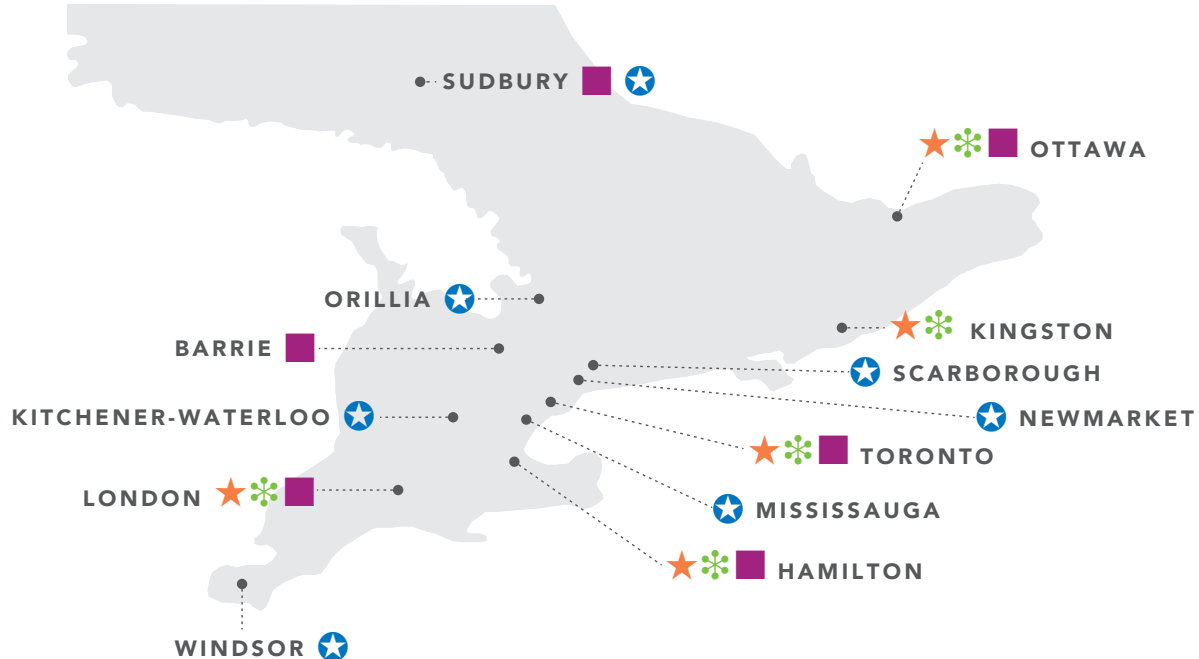 SUDBURY
OTTAWA
ORILLIA
KINGSTON
BARRIE
SCARBOROUGH
KITCHENER-WATERLOO
NEWMARKET
TORONTO
LONDON
MISSISSAUGA
HAMILTON
WINDSOR